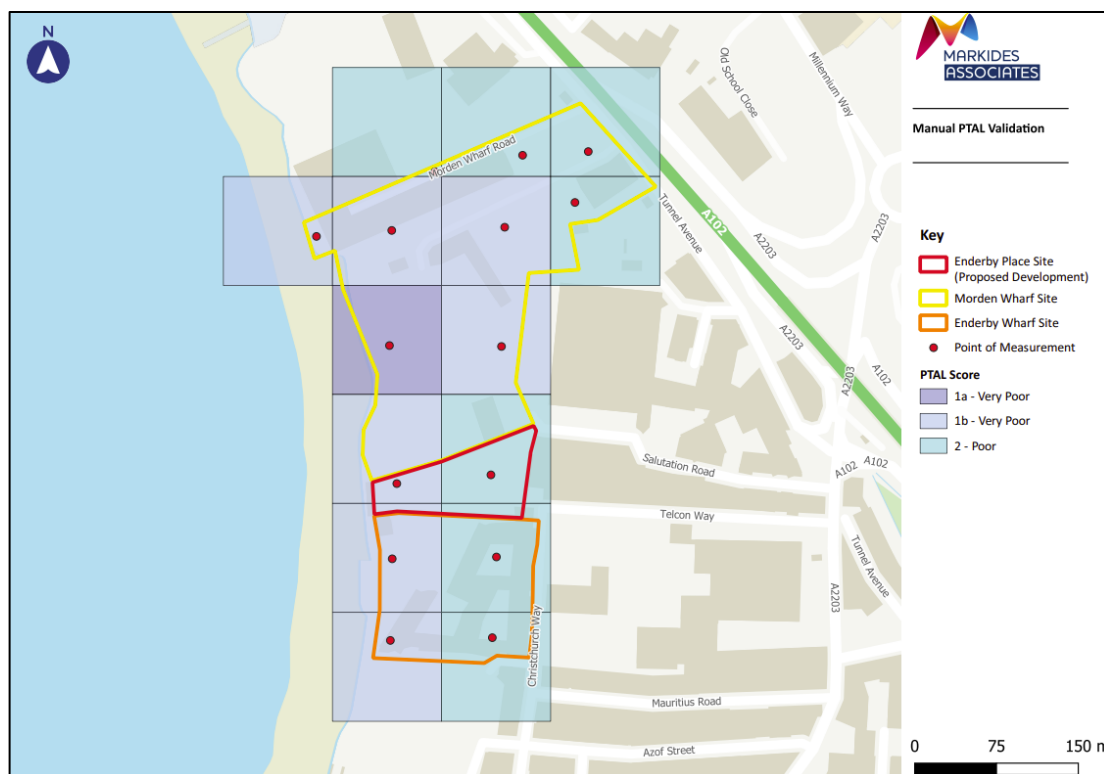 N
MARKIDES
ASSOCIATES
Manual PTAL Validation
Key
Enderby Place Site
(Proposed Development)
Morden Wharf Site
Enderby Wharf Site
Point of Measurement
PTAL Score
1a - Very Poor
1b - Very Poor
2 - Poor
0 75 150 m
Old School Close
Millennium Way
Morden Wharf Road
A102
Tunnel Avenue
A2203
A2203
A2203
A2203
A102
Salutation Road
A102
A102
Telcon Way
Tunnel Avenue
A2203
Christchurch Way
Mauritius Road
Azof Street